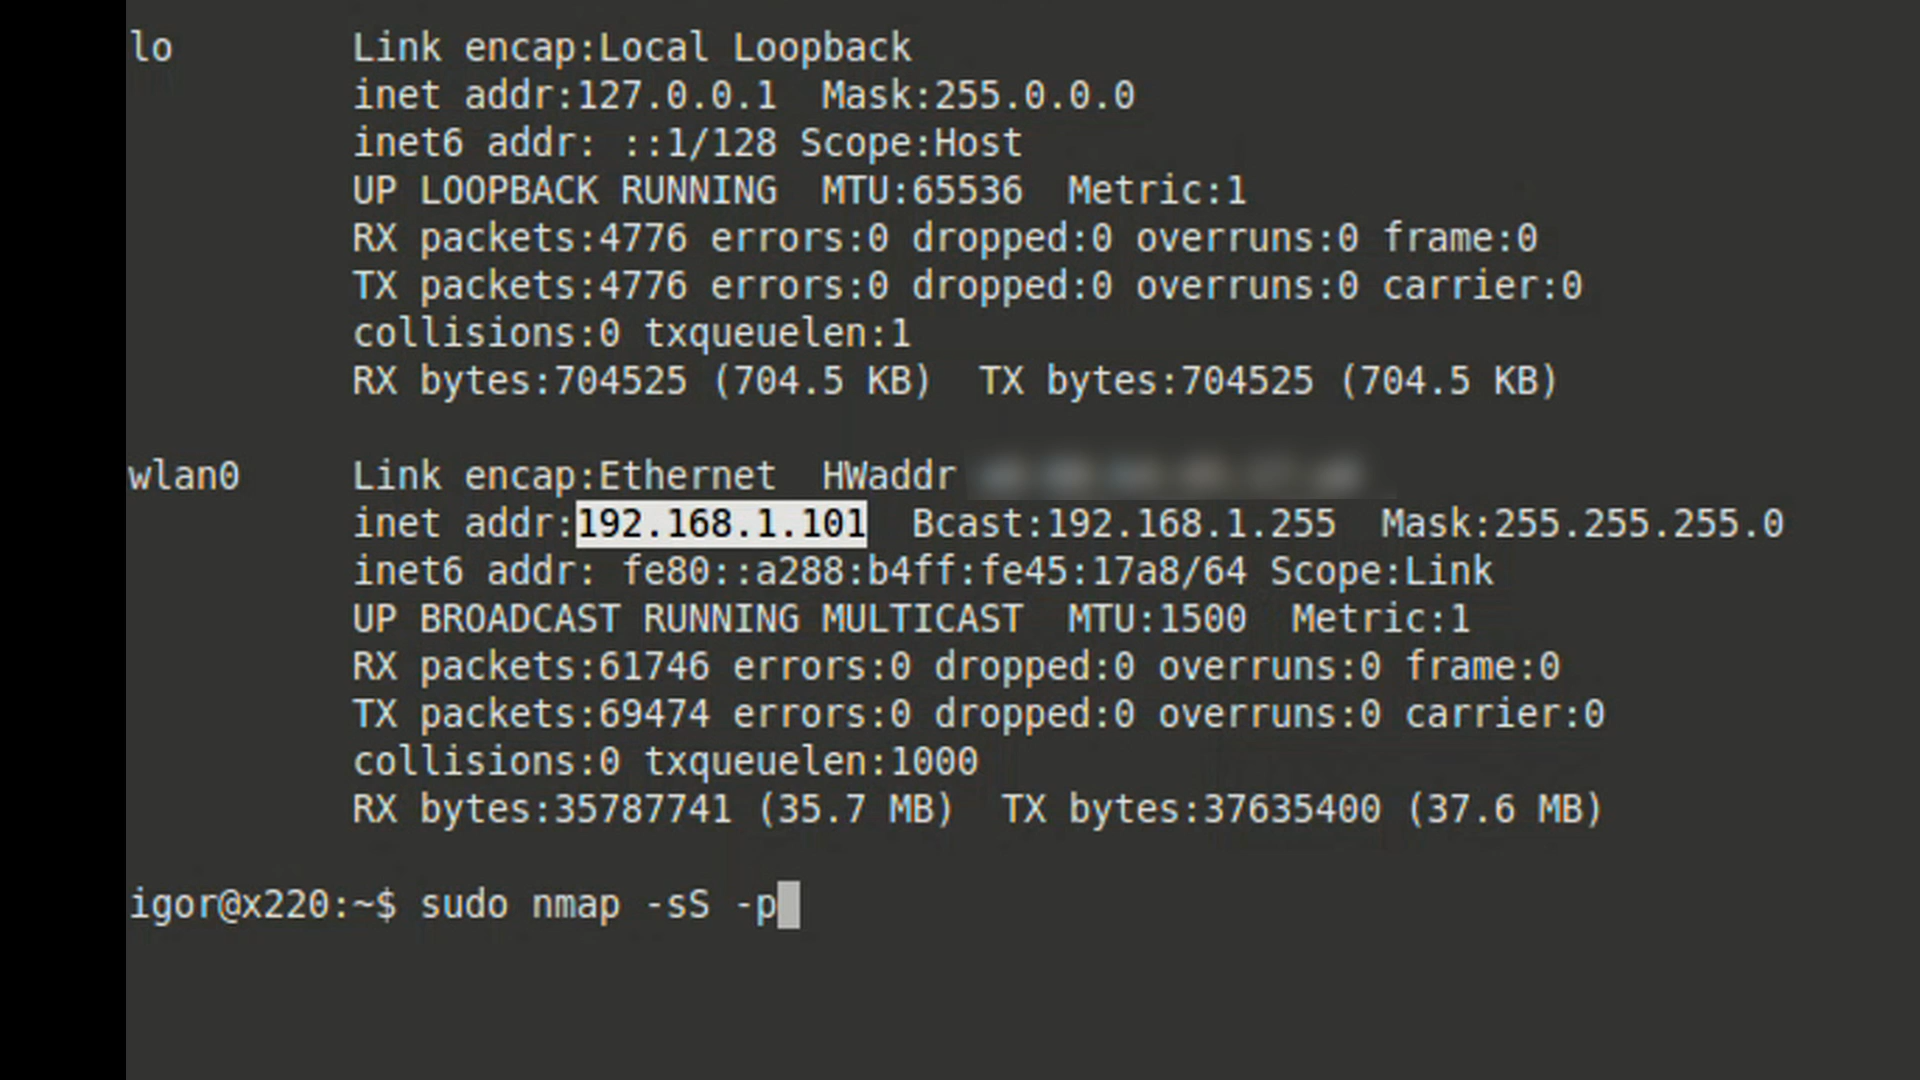 lo Link encap:Local Loopback
inet addr:127.0.0.1 Mask:255.0.0.0
inet6 addr: ::1/128 Scope:Host
UP LOOPBACK RUNNING MTU:65536 Metric:1
RX packets:4776 errors:0 dropped:0 overruns:0 frame:0
TX packets:4776 errors:0 dropped:0 overruns:0 carrier:0
collisions:0 txqueuelen:1
RX bytes:704525 (704.5 KB) TX bytes:704525 (704.5 KB)
wlan0 Link encap:Ethernet HWaddr
inet addr:192.168.1.101 Bcast:192.168.1.255 Mask:255.255.255.0
inet6 addr: fe80::a288:b4ff:fe45:17a8/64 Scope:Link
UP BROADCAST RUNNING MULTICAST MTU:1500 Metric:1
RX packets:61746 errors:0 dropped:0 overruns:0 frame:0
TX packets:69474 errors:0 dropped:0 overruns:0 carrier:0
collisions:0 txqueuelen:1000
RX bytes:35787741 (35.7 MB) TX bytes:37635400 (37.6 MB)
igor@x220:~$ sudo nmap -sS -p